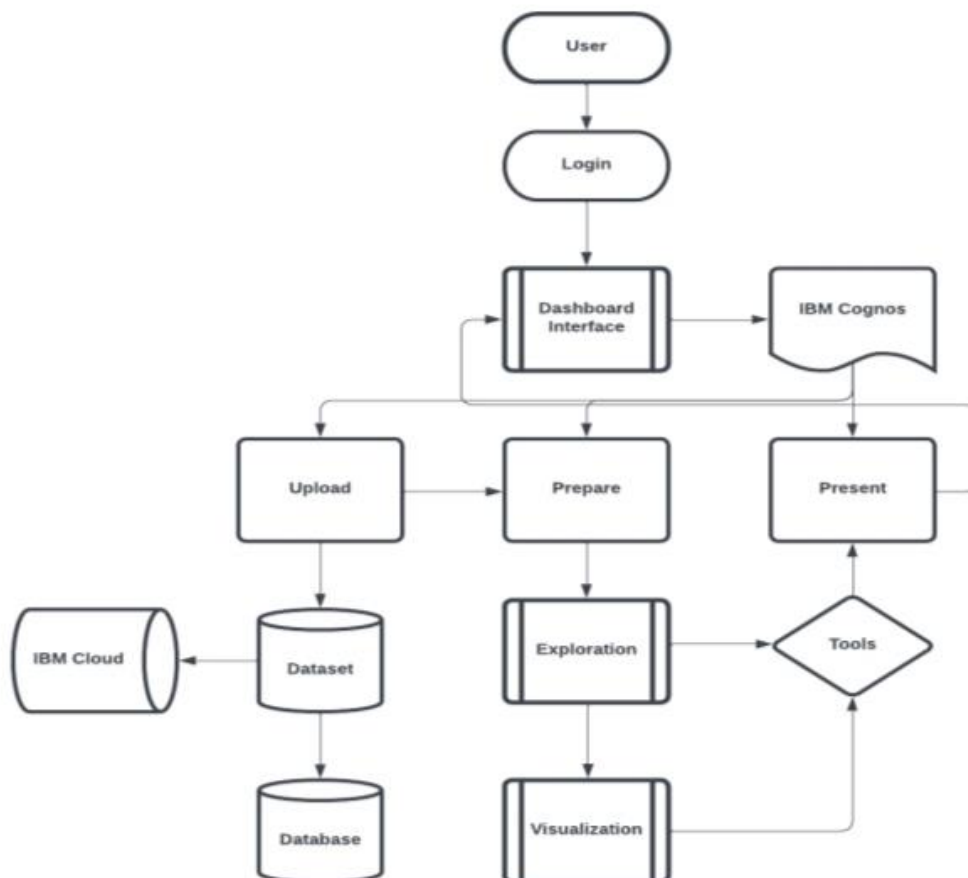 User
Login
Dashboard
Interface
IBM Cognos
Upload
Prepare
Present
IBM Cloud
Dataset
Exploration
Tools
Database
Visualization